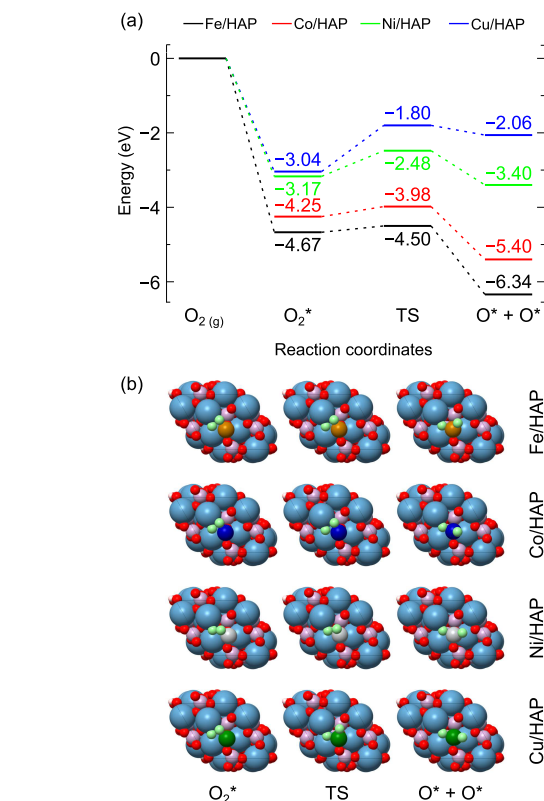 (a)
Fe/HAP Co/HAP Ni/HAP Cu/HAP
Energy (eV)
0
−2
−4
−6
−3.04
−3.17
−4.25
−4.67
−1.80
−2.48
−3.98
−4.50
−2.06
−3.40
−5.40
−6.34
O₂ (g) O₂* TS O* + O*
Reaction coordinates
(b)
Fe/HAP
Co/HAP
Ni/HAP
Cu/HAP
O₂* TS O* + O*